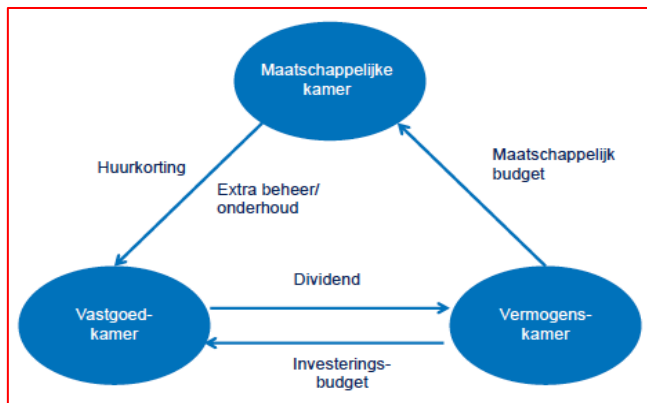 Maatschappelijke
kamer
Huurkorting
Maatschappelijk
budget
Extra beheer/
onderhoud
Dividend
Vastgoed-
kamer
Vermogens-
kamer
Investerings-
budget